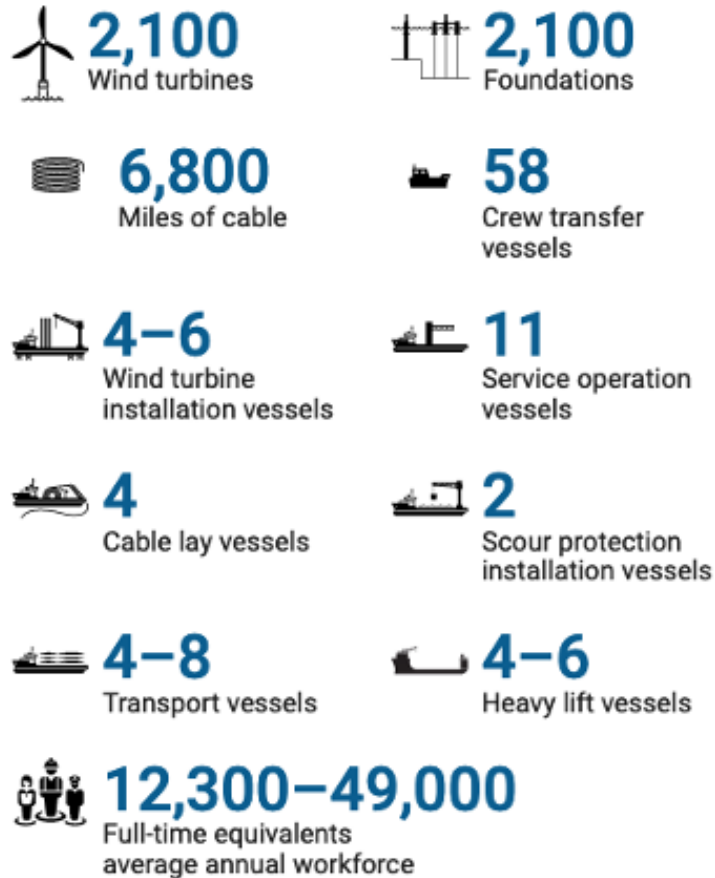 2,100
Wind turbines
2,100
Foundations
6,800
Miles of cable
58
Crew transfer
vessels
4–6
Wind turbine
installation vessels
11
Service operation
vessels
4
Cable lay vessels
2
Scour protection
installation vessels
4–8
Transport vessels
4–6
Heavy lift vessels
12,300–49,000
Full-time equivalents
average annual workforce